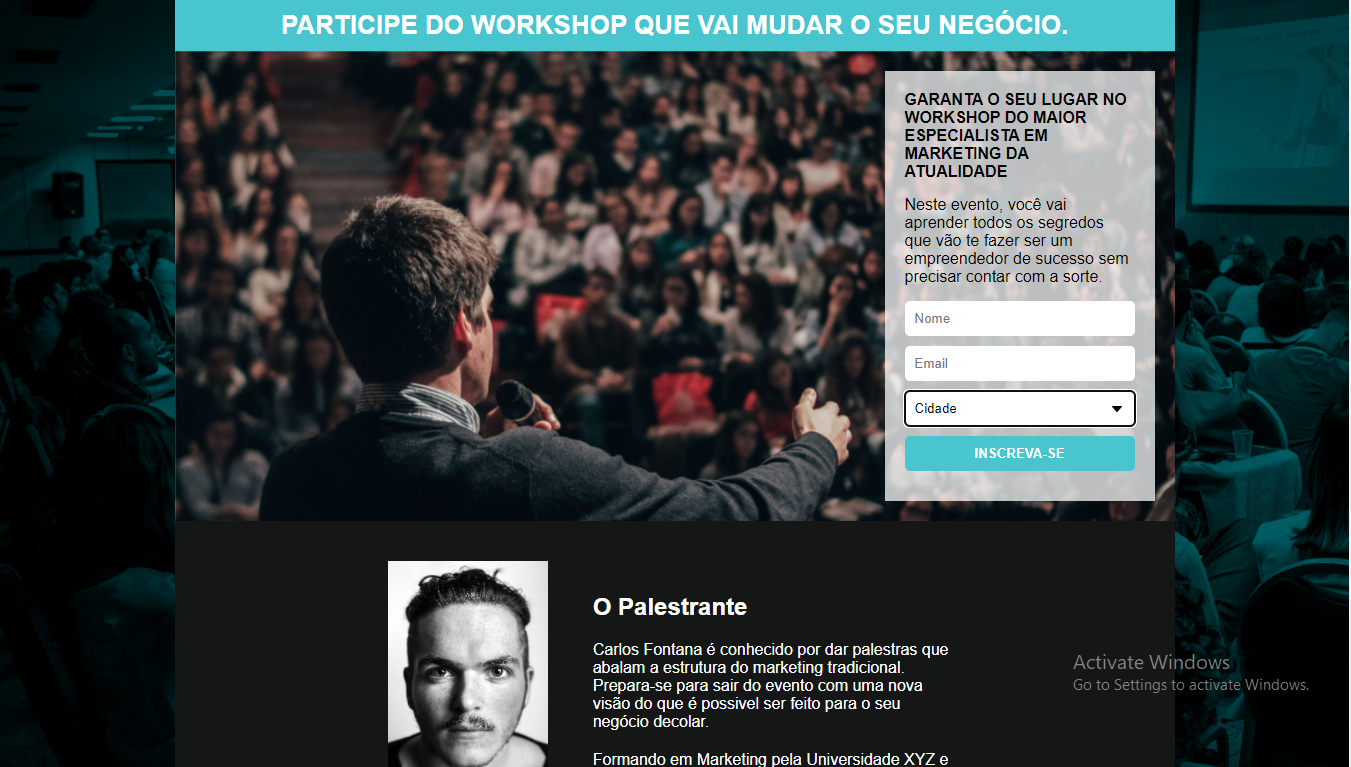 PARTICIPE DO WORKSHOP QUE VAI MUDAR O SEU NEGÓCIO.
GARANTA O SEU LUGAR NO
WORKSHOP DO MAIOR
ESPECIALISTA EM
MARKETING DA
ATUALIDADE
Neste evento, você vai
aprender todos os segredos
que vão te fazer ser um
empreendedor de sucesso sem
precisar contar com a sorte.
Nome
Email
Cidade
INSCREVA-SE
O Palestrante
Carlos Fontana é conhecido por dar palestras que
abalam a estrutura do marketing tradicional.
Prepara-se para sair do evento com uma nova
visão do que é possivel ser feito para o seu
negócio decolar.
Formando em Marketing pela Universidade XYZ e
Activate Windows
Go to Settings to activate Windows.